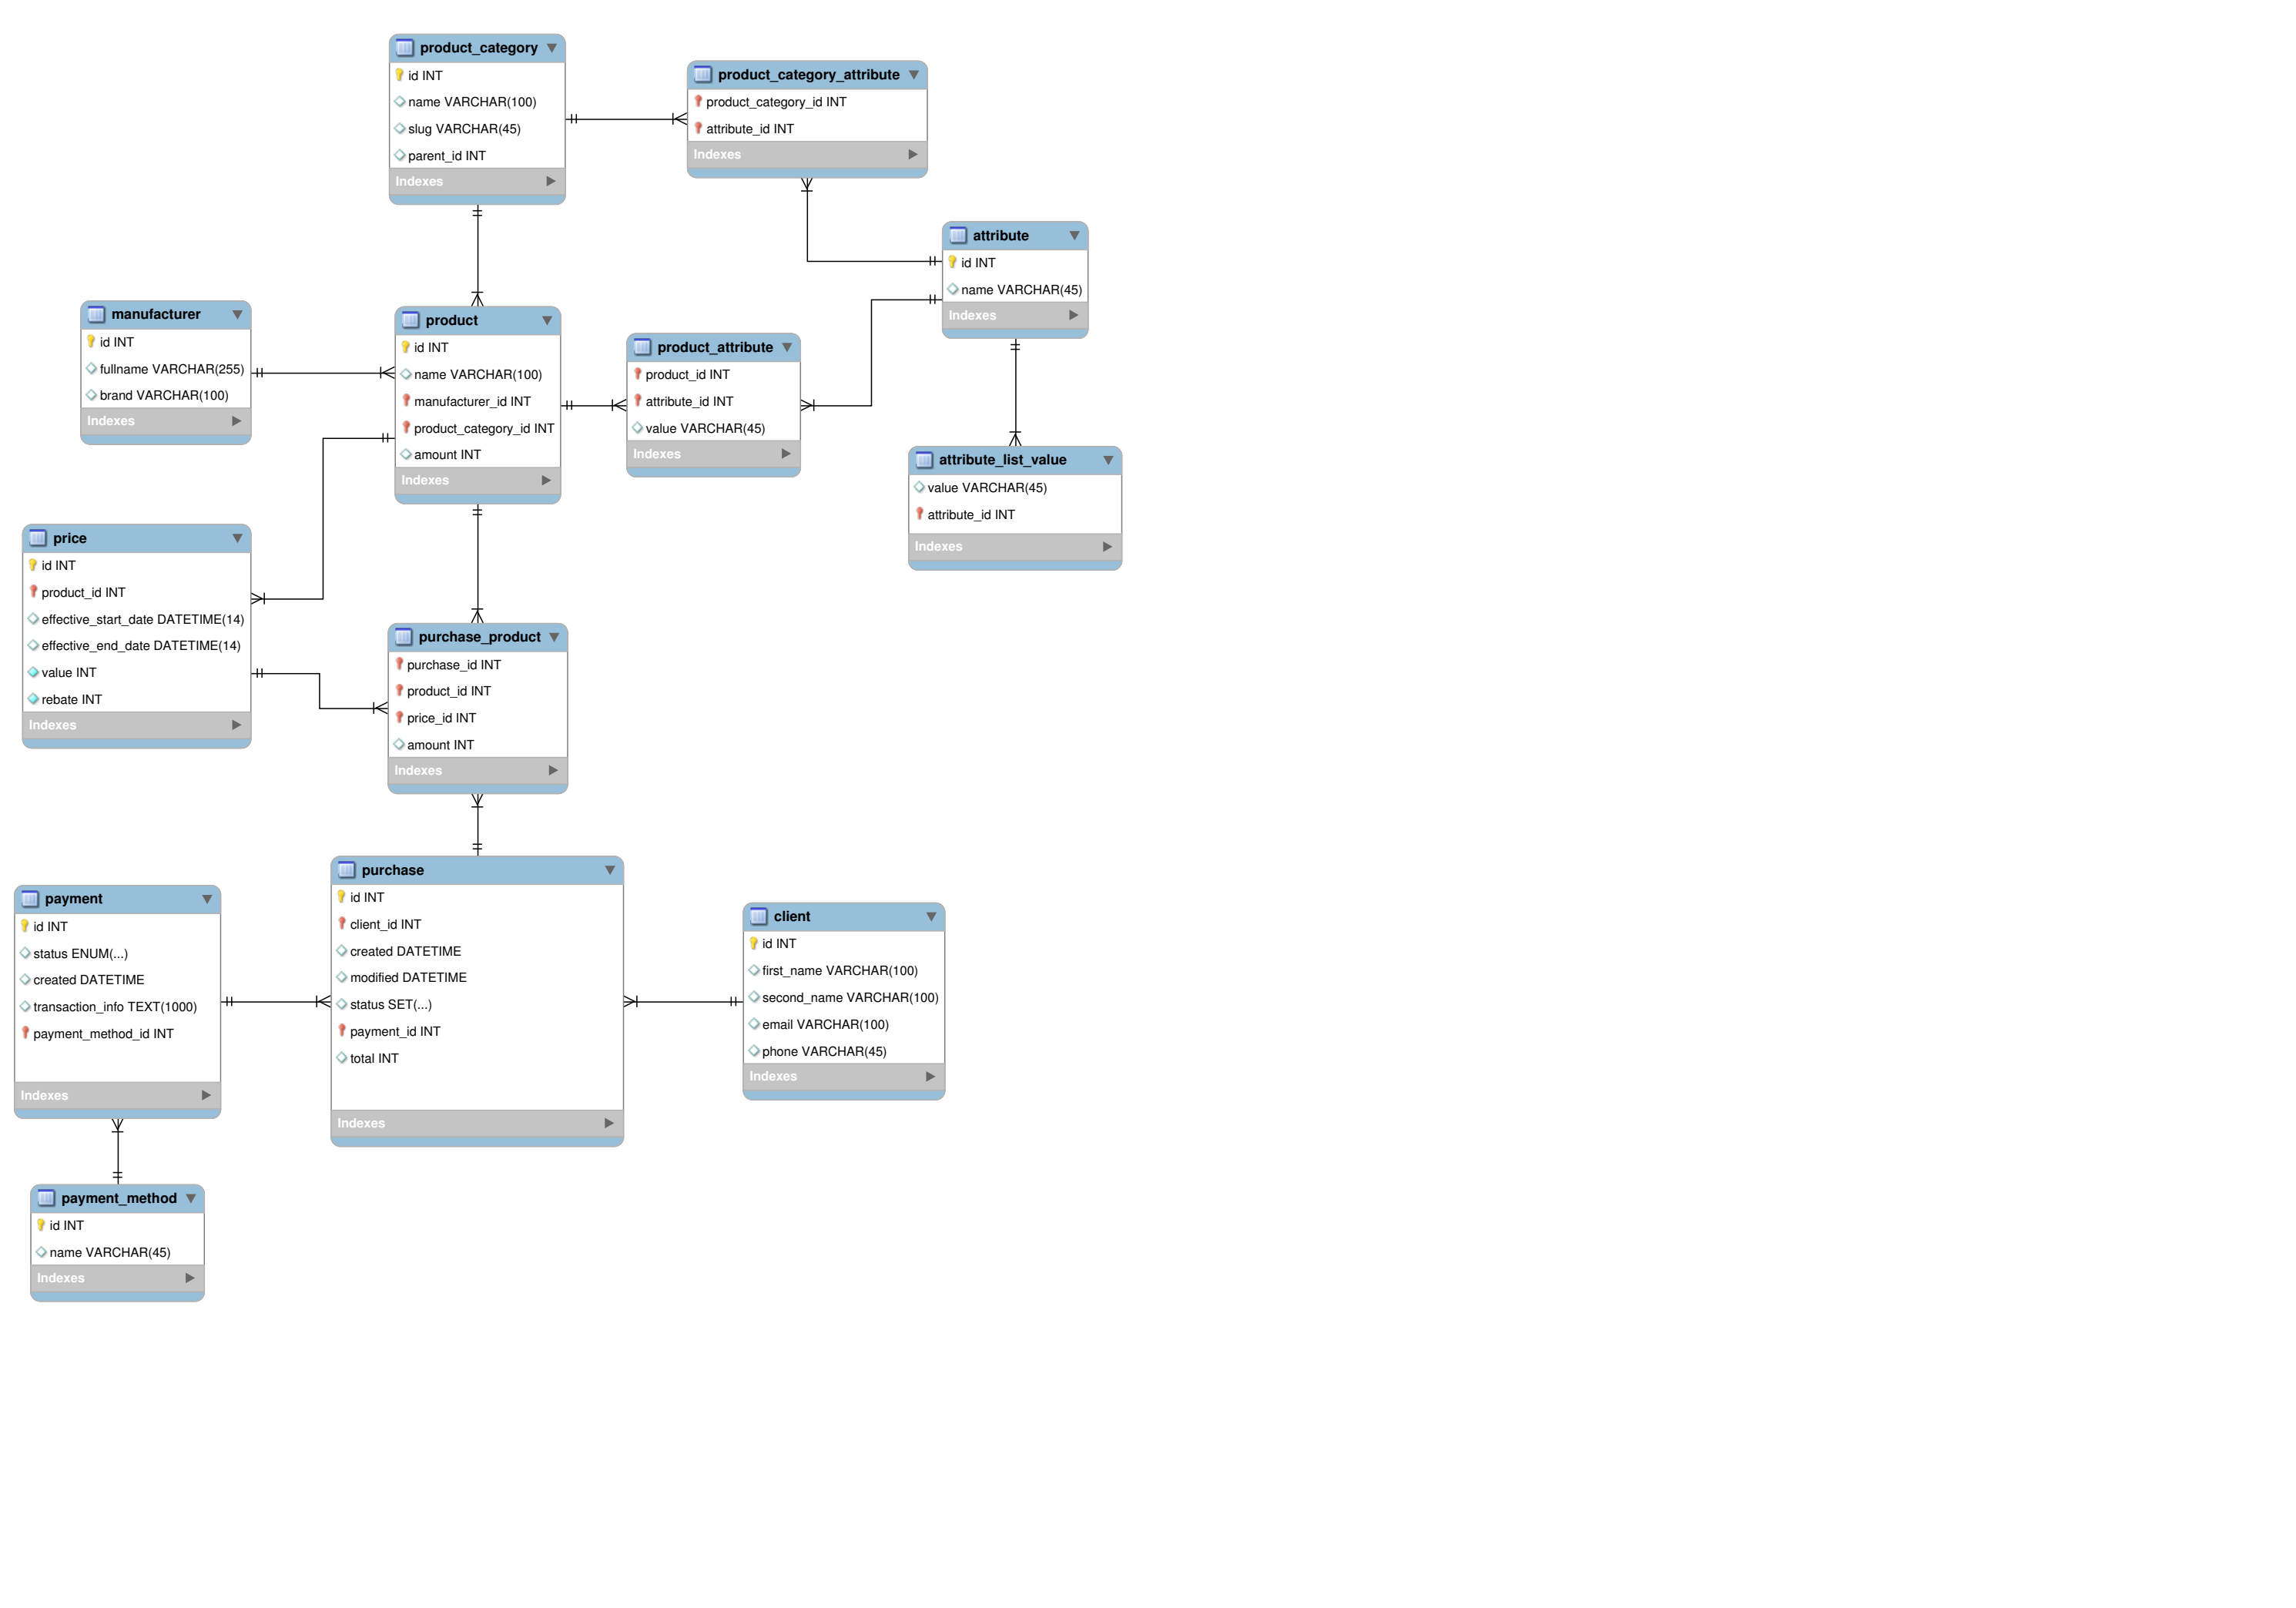 product_category
id INT
name VARCHAR(100)
slug VARCHAR(45)
parent_id INT
Indexes
product_category_attribute
product_category_id INT
attribute_id INT
Indexes
attribute
id INT
name VARCHAR(45)
Indexes
manufacturer
id INT
fullname VARCHAR(255)
brand VARCHAR(100)
Indexes
product
id INT
name VARCHAR(100)
manufacturer_id INT
product_category_id INT
amount INT
Indexes
product_attribute
product_id INT
attribute_id INT
value VARCHAR(45)
Indexes
attribute_list_value
value VARCHAR(45)
attribute_id INT
Indexes
price
id INT
product_id INT
effective_start_date DATETIME(14)
effective_end_date DATETIME(14)
value INT
rebate INT
Indexes
purchase_product
purchase_id INT
product_id INT
price_id INT
amount INT
Indexes
payment
id INT
status ENUM(...)
created DATETIME
transaction_info TEXT(1000)
payment_method_id INT
Indexes
purchase
id INT
client_id INT
created DATETIME
modified DATETIME
status SET(...)
payment_id INT
total INT
Indexes
client
id INT
first_name VARCHAR(100)
second_name VARCHAR(100)
email VARCHAR(100)
phone VARCHAR(45)
Indexes
payment_method
id INT
name VARCHAR(45)
Indexes